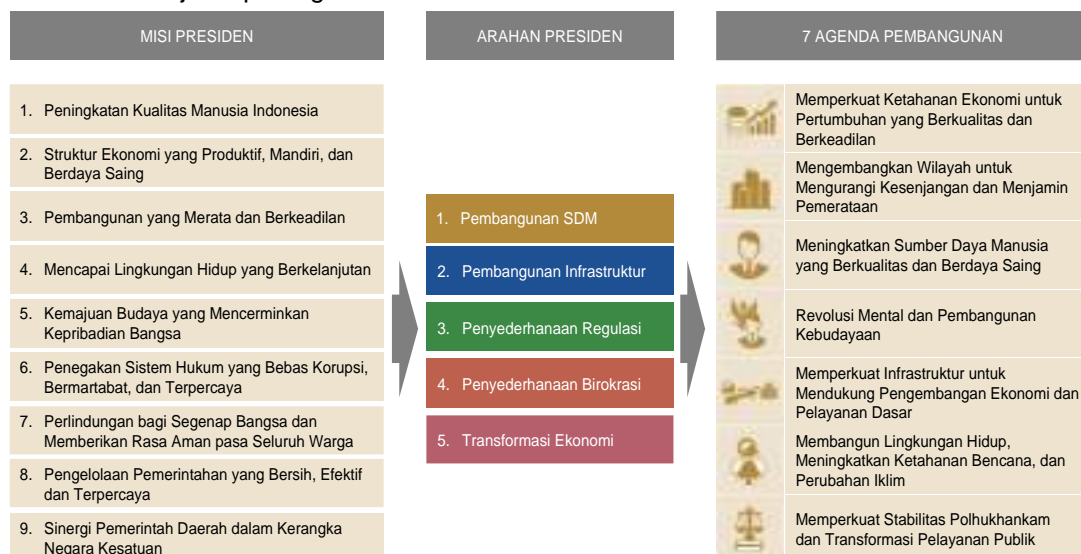 MISI PRESIDEN
1. Peningkatan Kualitas Manusia Indonesia
2. Struktur Ekonomi yang Produktif, Mandiri, dan
Berdaya Saing
3. Pembangunan yang Merata dan Berkeadilan
4. Mencapai Lingkungan Hidup yang Berkelanjutan
5. Kemajuan Budaya yang Mencerminkan
Kepribadian Bangsa
6. Penegakan Sistem Hukum yang Bebas Korupsi,
Bermartabat, dan Terpercaya
7. Perlindungan bagi Segenap Bangsa dan
Memberikan Rasa Aman pasa Seluruh Warga
8. Pengelolaan Pemerintahan yang Bersih, Efektif
dan Terpercaya
9. Sinergi Pemerintah Daerah dalam Kerangka
Negara Kesatuan
ARAHAN PRESIDEN
1. Pembangunan SDM
2. Pembangunan Infrastruktur
3. Penyederhanaan Regulasi
4. Penyederhanaan Birokrasi
5. Transformasi Ekonomi
7 AGENDA PEMBANGUNAN
Memperkuat Ketahanan Ekonomi untuk
Pertumbuhan yang Berkualitas dan
Berkeadilan
Mengembangkan Wilayah untuk
Mengurangi Kesenjangan dan Menjamin
Pemerataan
Meningkatkan Sumber Daya Manusia
yang Berkualitas dan Berdaya Saing
Revolusi Mental dan Pembangunan
Kebudayaan
Memperkuat Infrastruktur untuk
Mendukung Pengembangan Ekonomi dan
Pelayanan Dasar
Membangun Lingkungan Hidup,
Meningkatkan Ketahanan Bencana, dan
Perubahan Iklim
Memperkuat Stabilitas Polhukhankam
dan Transformasi Pelayanan Publik